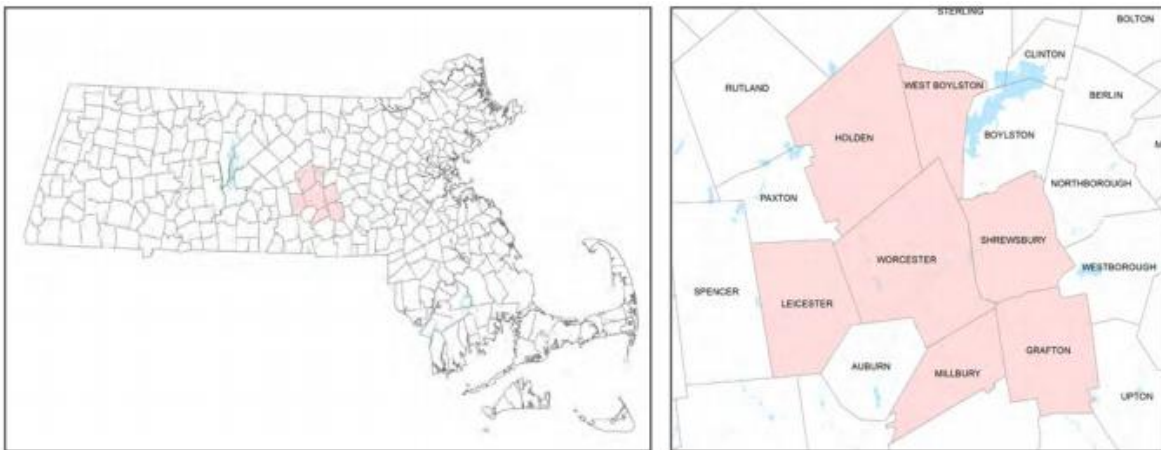 STERLING
BOLTON
CLINTON
RUTLAND
WEST BOYLSTON
BERLIN
HOLDEN
BOYLSTON
M
NORTHBOROUGH
PAXTON
SHREWSBURY
WORCESTER
WESTBOROUGH
SPENCER
LEICESTER
GRAFTON
AUBURN
MILLBURY
UPTON